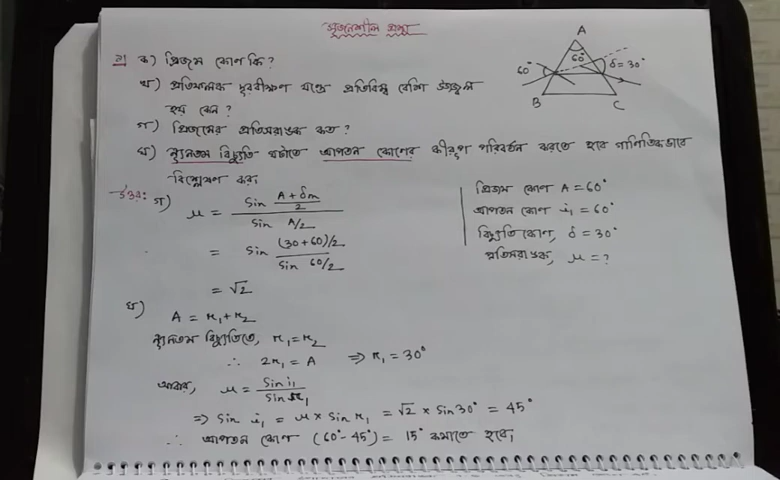 সৃজনশীল প্রশ্ন
১। ক) প্রিজম কোণ কি?
খ) প্রতিফলক দূরবীক্ষণ যন্ত্রে প্রতিবিম্ব বেশি উজ্জ্বল
হয় কেন?
গ) প্রিজমের প্রতিসরাঙ্ক কত?
ঘ) ন্যূনতম বিচ্যুতি ঘটাতে আপতন কোণের কীরূপ পরিবর্তন করতে হবে গাণিতিকভাবে
বিশ্লেষণ কর।
A
60°
60°
δ = 30°
B C
উত্তর:
গ) μ = sin (A + δm)/2 / sin A/2
= sin (30+60)/2 / sin 60/2
= √2
প্রিজম কোণ A = 60°
আপতন কোণ i₁ = 60°
বিচ্যুতি কোণ, δ = 30°
প্রতিসরাঙ্ক, μ = ?
ঘ)
A = r₁ + r₂
ন্যূনতম বিচ্যুতিতে, r₁ = r₂
∴ 2r₁ = A ⇒ r₁ = 30°
আবার, μ = sin i₁ / sin r₁
⇒ sin i₁ = μ × sin r₁ = √2 × sin 30° = 45°
∴ আপতন কোণ (60° - 45°) = 15° কমাতে হবে।